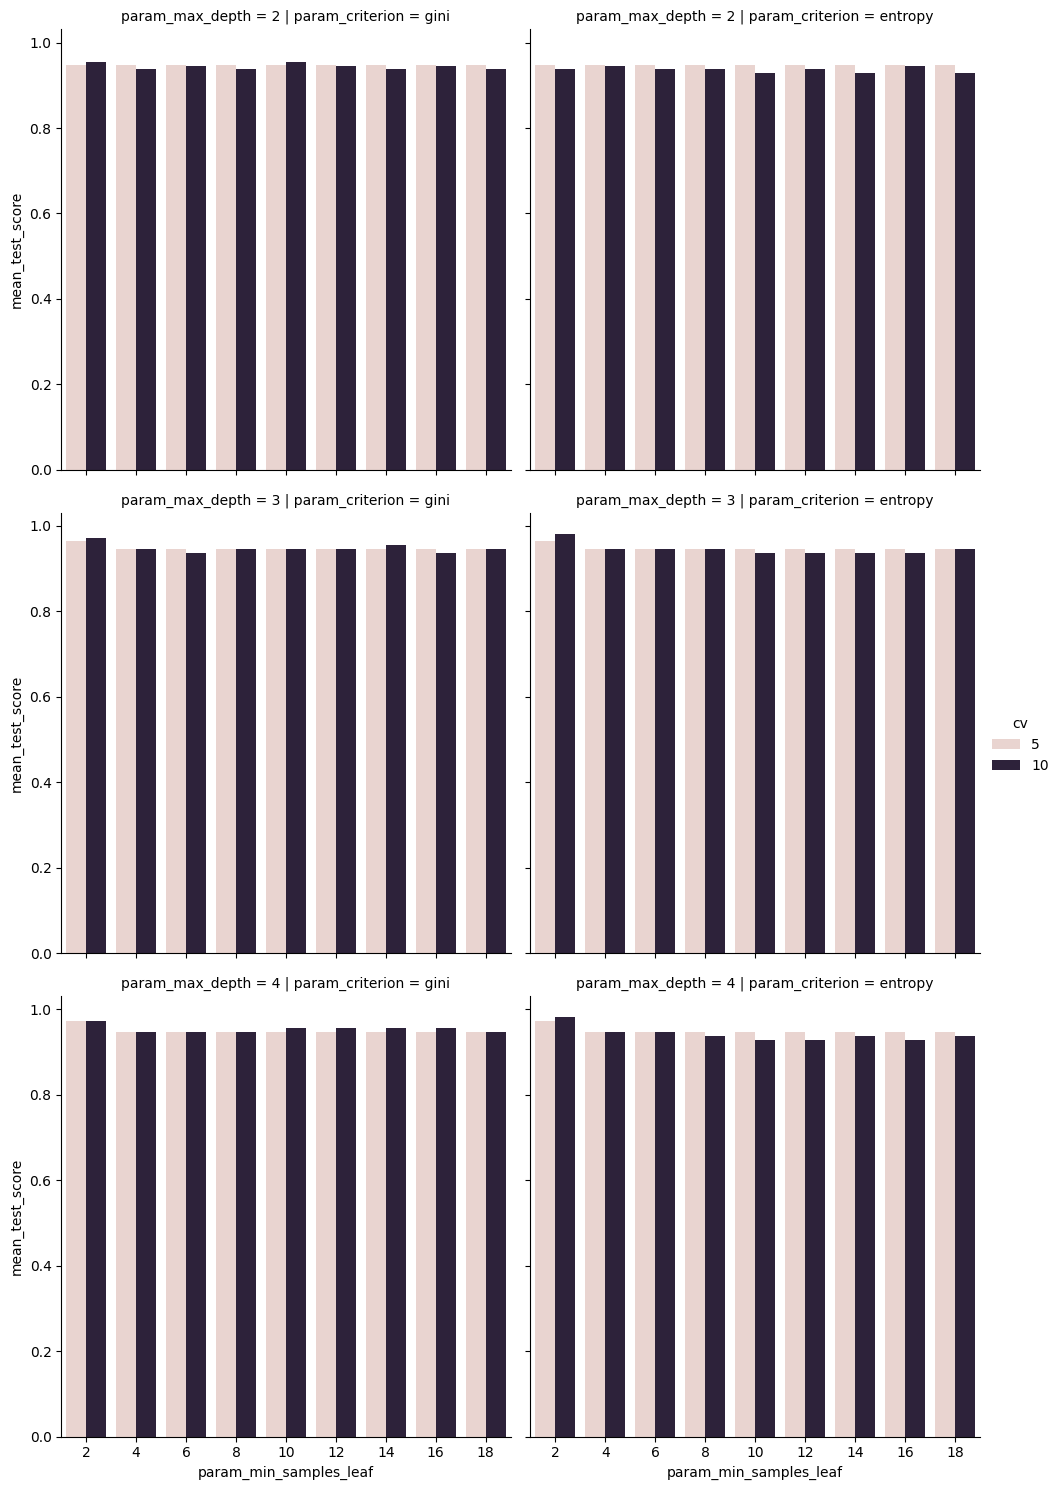 param_max_depth = 2 | param_criterion = gini
param_max_depth = 2 | param_criterion = entropy
1.0
0.8
0.6
0.4
0.2
0.0
mean_test_score
param_max_depth = 3 | param_criterion = gini
param_max_depth = 3 | param_criterion = entropy
1.0
0.8
0.6
0.4
0.2
0.0
mean_test_score
cv
5
10
param_max_depth = 4 | param_criterion = gini
param_max_depth = 4 | param_criterion = entropy
1.0
0.8
0.6
0.4
0.2
0.0
mean_test_score
2 4 6 8 10 12 14 16 18
param_min_samples_leaf
2 4 6 8 10 12 14 16 18
param_min_samples_leaf